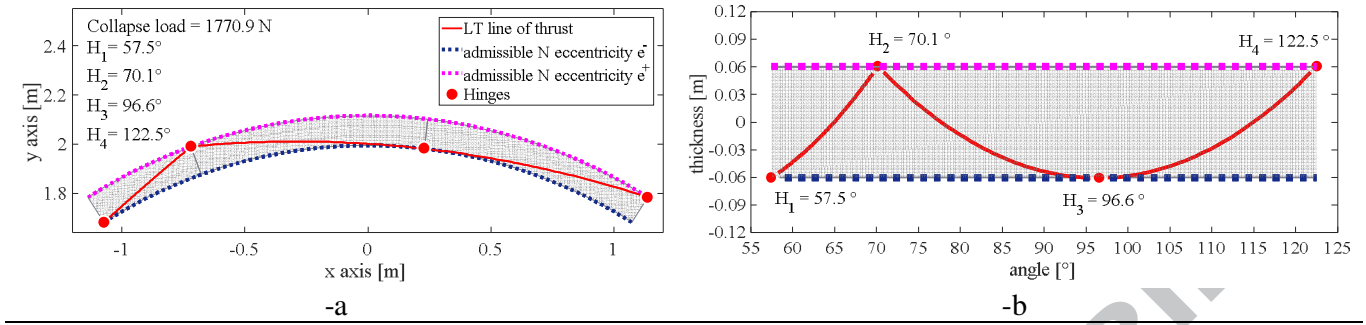 Collapse load = 1770.9 N
H1 = 57.5°
H2 = 70.1°
H3 = 96.6°
H4 = 122.5°
LT line of thrust
admissible N eccentricity e-
admissible N eccentricity e+
Hinges
y axis [m]
2.4
2.2
2
1.8
-1
-0.5
0
0.5
1
x axis [m]
-a
H2 = 70.1 °
H4 = 122.5°
thickness [m]
0.12
0.09
0.06
0.03
0
-0.03
-0.06
-0.09
-0.12
H1 = 57.5°
H3 = 96.6°
55 60 65 70 75 80 85 90 95 100 105 110 115 120 125
angle [°]
-b